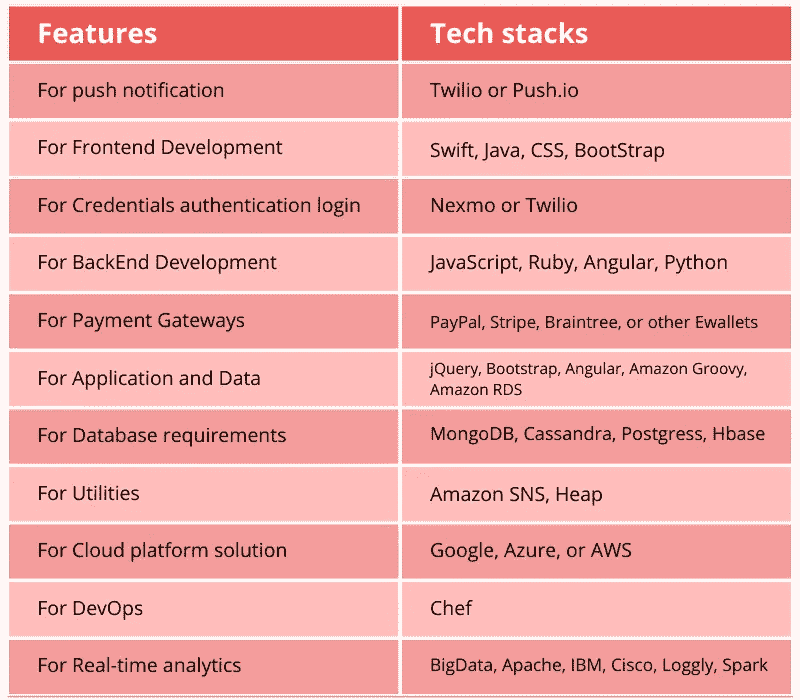 Features
Tech stacks
For push notification
Twilio or Push.io
For Frontend Development
Swift, Java, CSS, BootStrap
For Credentials authentication login
Nexmo or Twilio
For BackEnd Development
JavaScript, Ruby, Angular, Python
For Payment Gateways
PayPal, Stripe, Braintree, or other Ewallets
For Application and Data
jQuery, Bootstrap, Angular, Amazon Groovy,
Amazon RDS
For Database requirements
MongoDB, Cassandra, Postgress, Hbase
For Utilities
Amazon SNS, Heap
For Cloud platform solution
Google, Azure, or AWS
For DevOps
Chef
For Real-time analytics
BigData, Apache, IBM, Cisco, Loggly, Spark